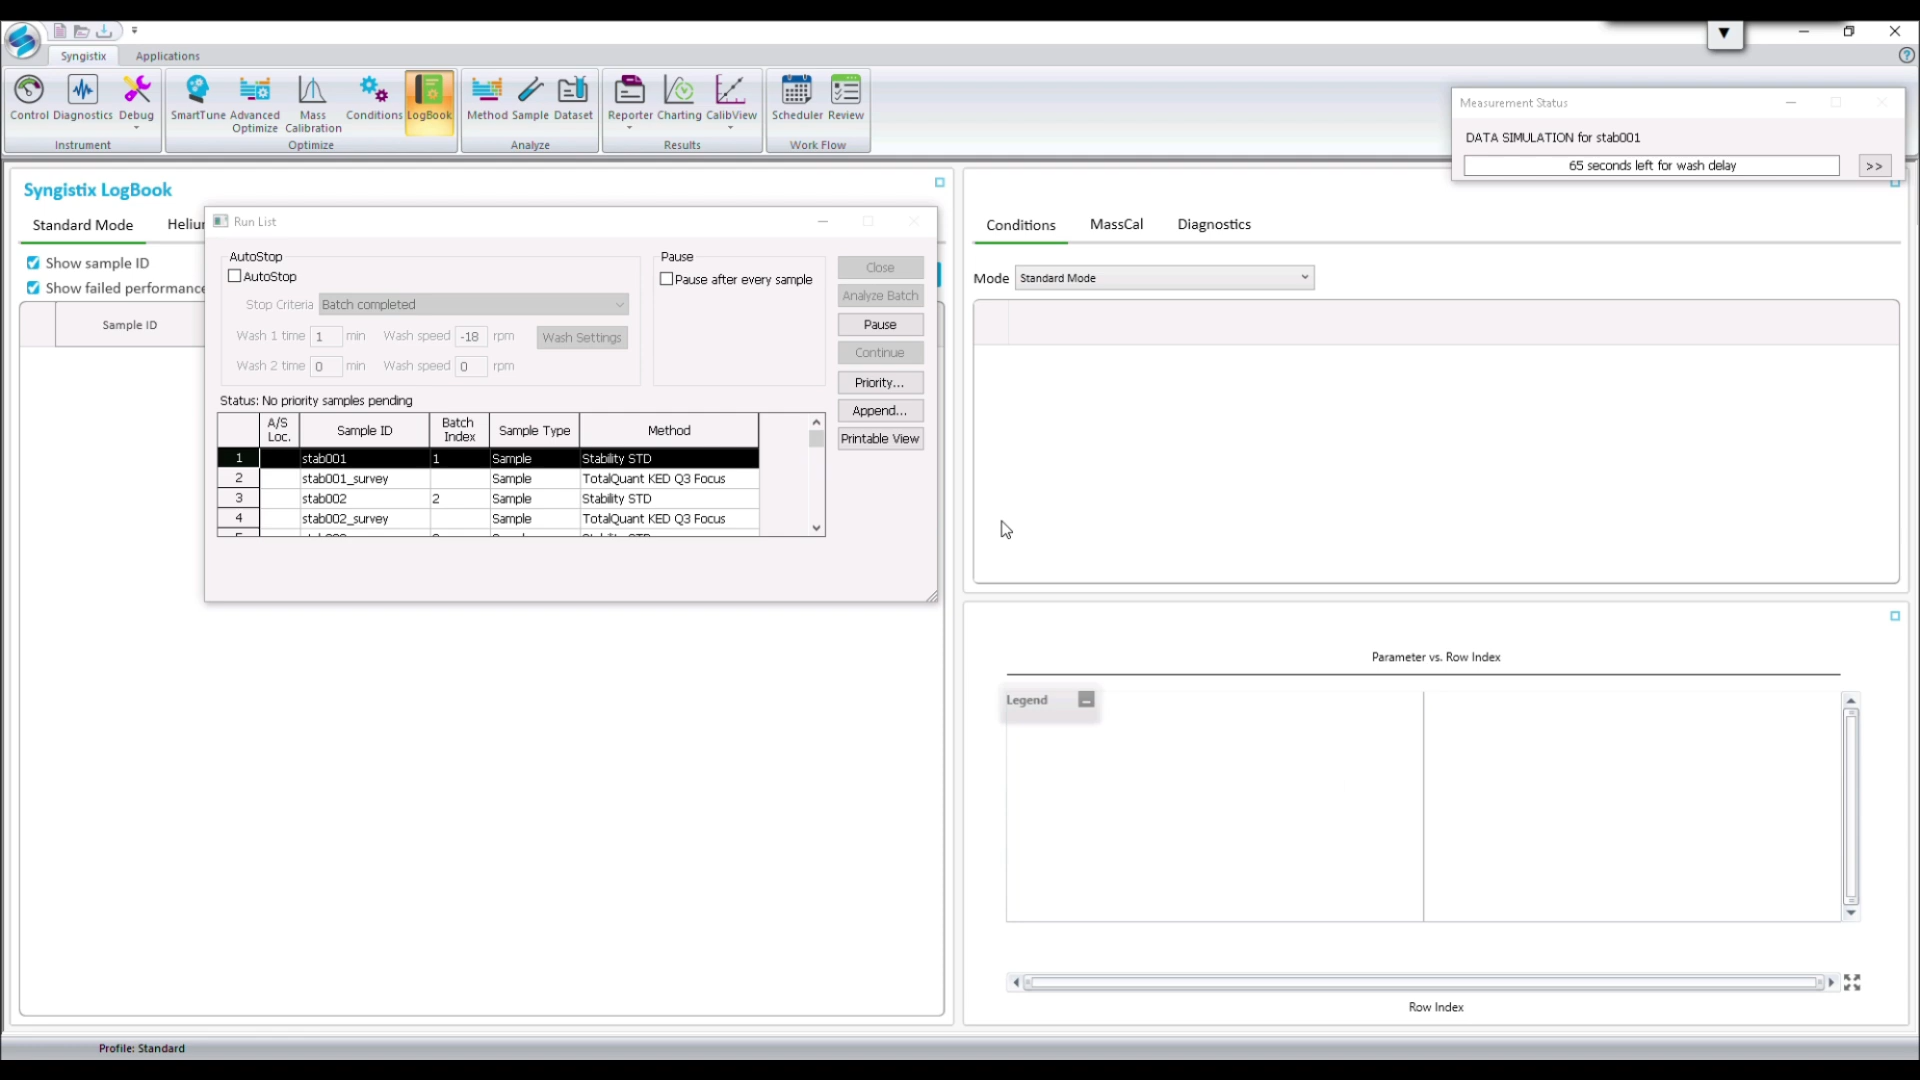 Syngistix Applications
Control Diagnostics Debug
Instrument
SmartTune Advanced Optimize Mass Calibration Conditions LogBook
Optimize
Method Sample Dataset
Analyze
Reporter Charting CalibView
Results
Scheduler Review
Work Flow
Measurement Status
DATA SIMULATION for stab001
65 seconds left for wash delay
>>
Syngistix LogBook
Standard Mode
Show sample ID
Show failed performance
Sample ID
Run List
AutoStop
AutoStop
Stop Criteria Batch completed
Wash 1 time 1 min Wash speed -18 rpm Wash Settings
Wash 2 time 0 min Wash speed 0 rpm
Pause
Pause after every sample
Close
Analyze Batch
Pause
Continue
Priority...
Append...
Printable View
Status: No priority samples pending
A/S Loc. Sample ID Batch Index Sample Type Method
1 stab001 1 Sample Stability STD
2 stab001_survey Sample TotalQuant KED Q3 Focus
3 stab002 2 Sample Stability STD
4 stab002_survey Sample TotalQuant KED Q3 Focus
Conditions MassCal Diagnostics
Mode Standard Mode
Parameter vs. Row Index
Legend
Row Index
Profile: Standard